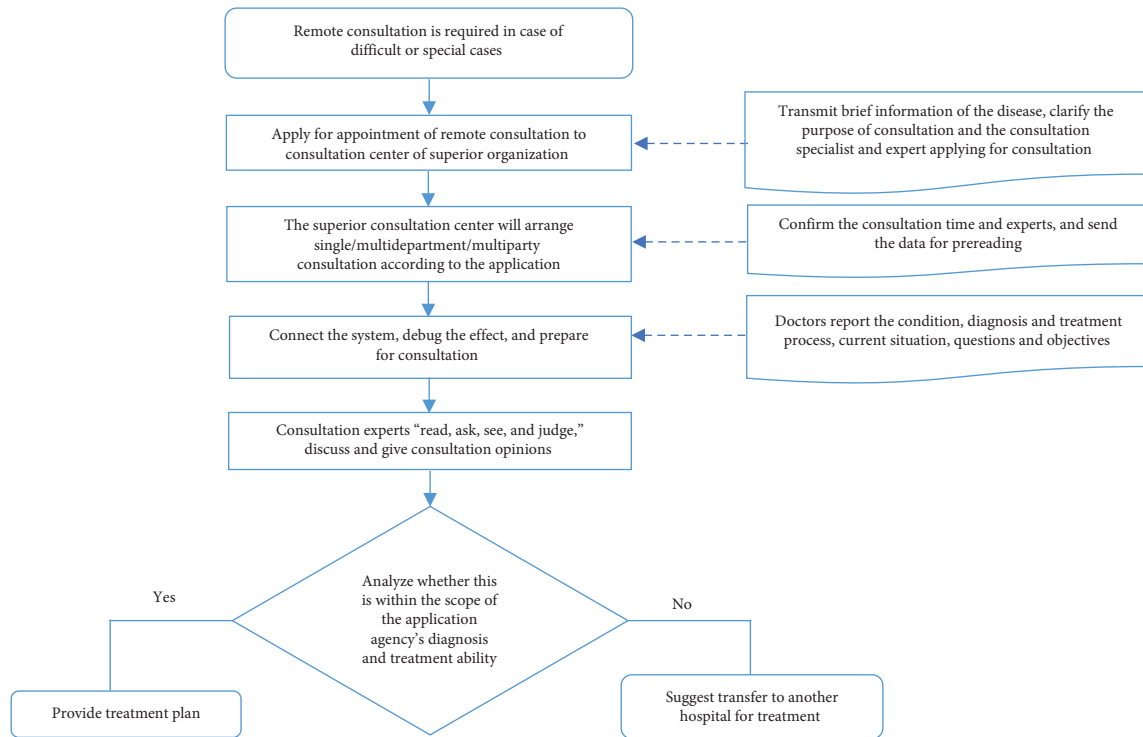 Remote consultation is required in case of
difficult or special cases
Apply for appointment of remote consultation to
consultation center of superior organization
Transmit brief information of the disease, clarify the
purpose of consultation and the consultation
specialist and expert applying for consultation
The superior consultation center will arrange
single/multidepartment/multiparty
consultation according to the application
Confirm the consultation time and experts, and send
the data for prereading
Connect the system, debug the effect, and prepare
for consultation
Doctors report the condition, diagnosis and treatment
process, current situation, questions and objectives
Consultation experts “read, ask, see, and judge,”
discuss and give consultation opinions
Analyze whether this
is within the scope of
the application
agency’s diagnosis
and treatment ability
Yes
No
Provide treatment plan
Suggest transfer to another
hospital for treatment